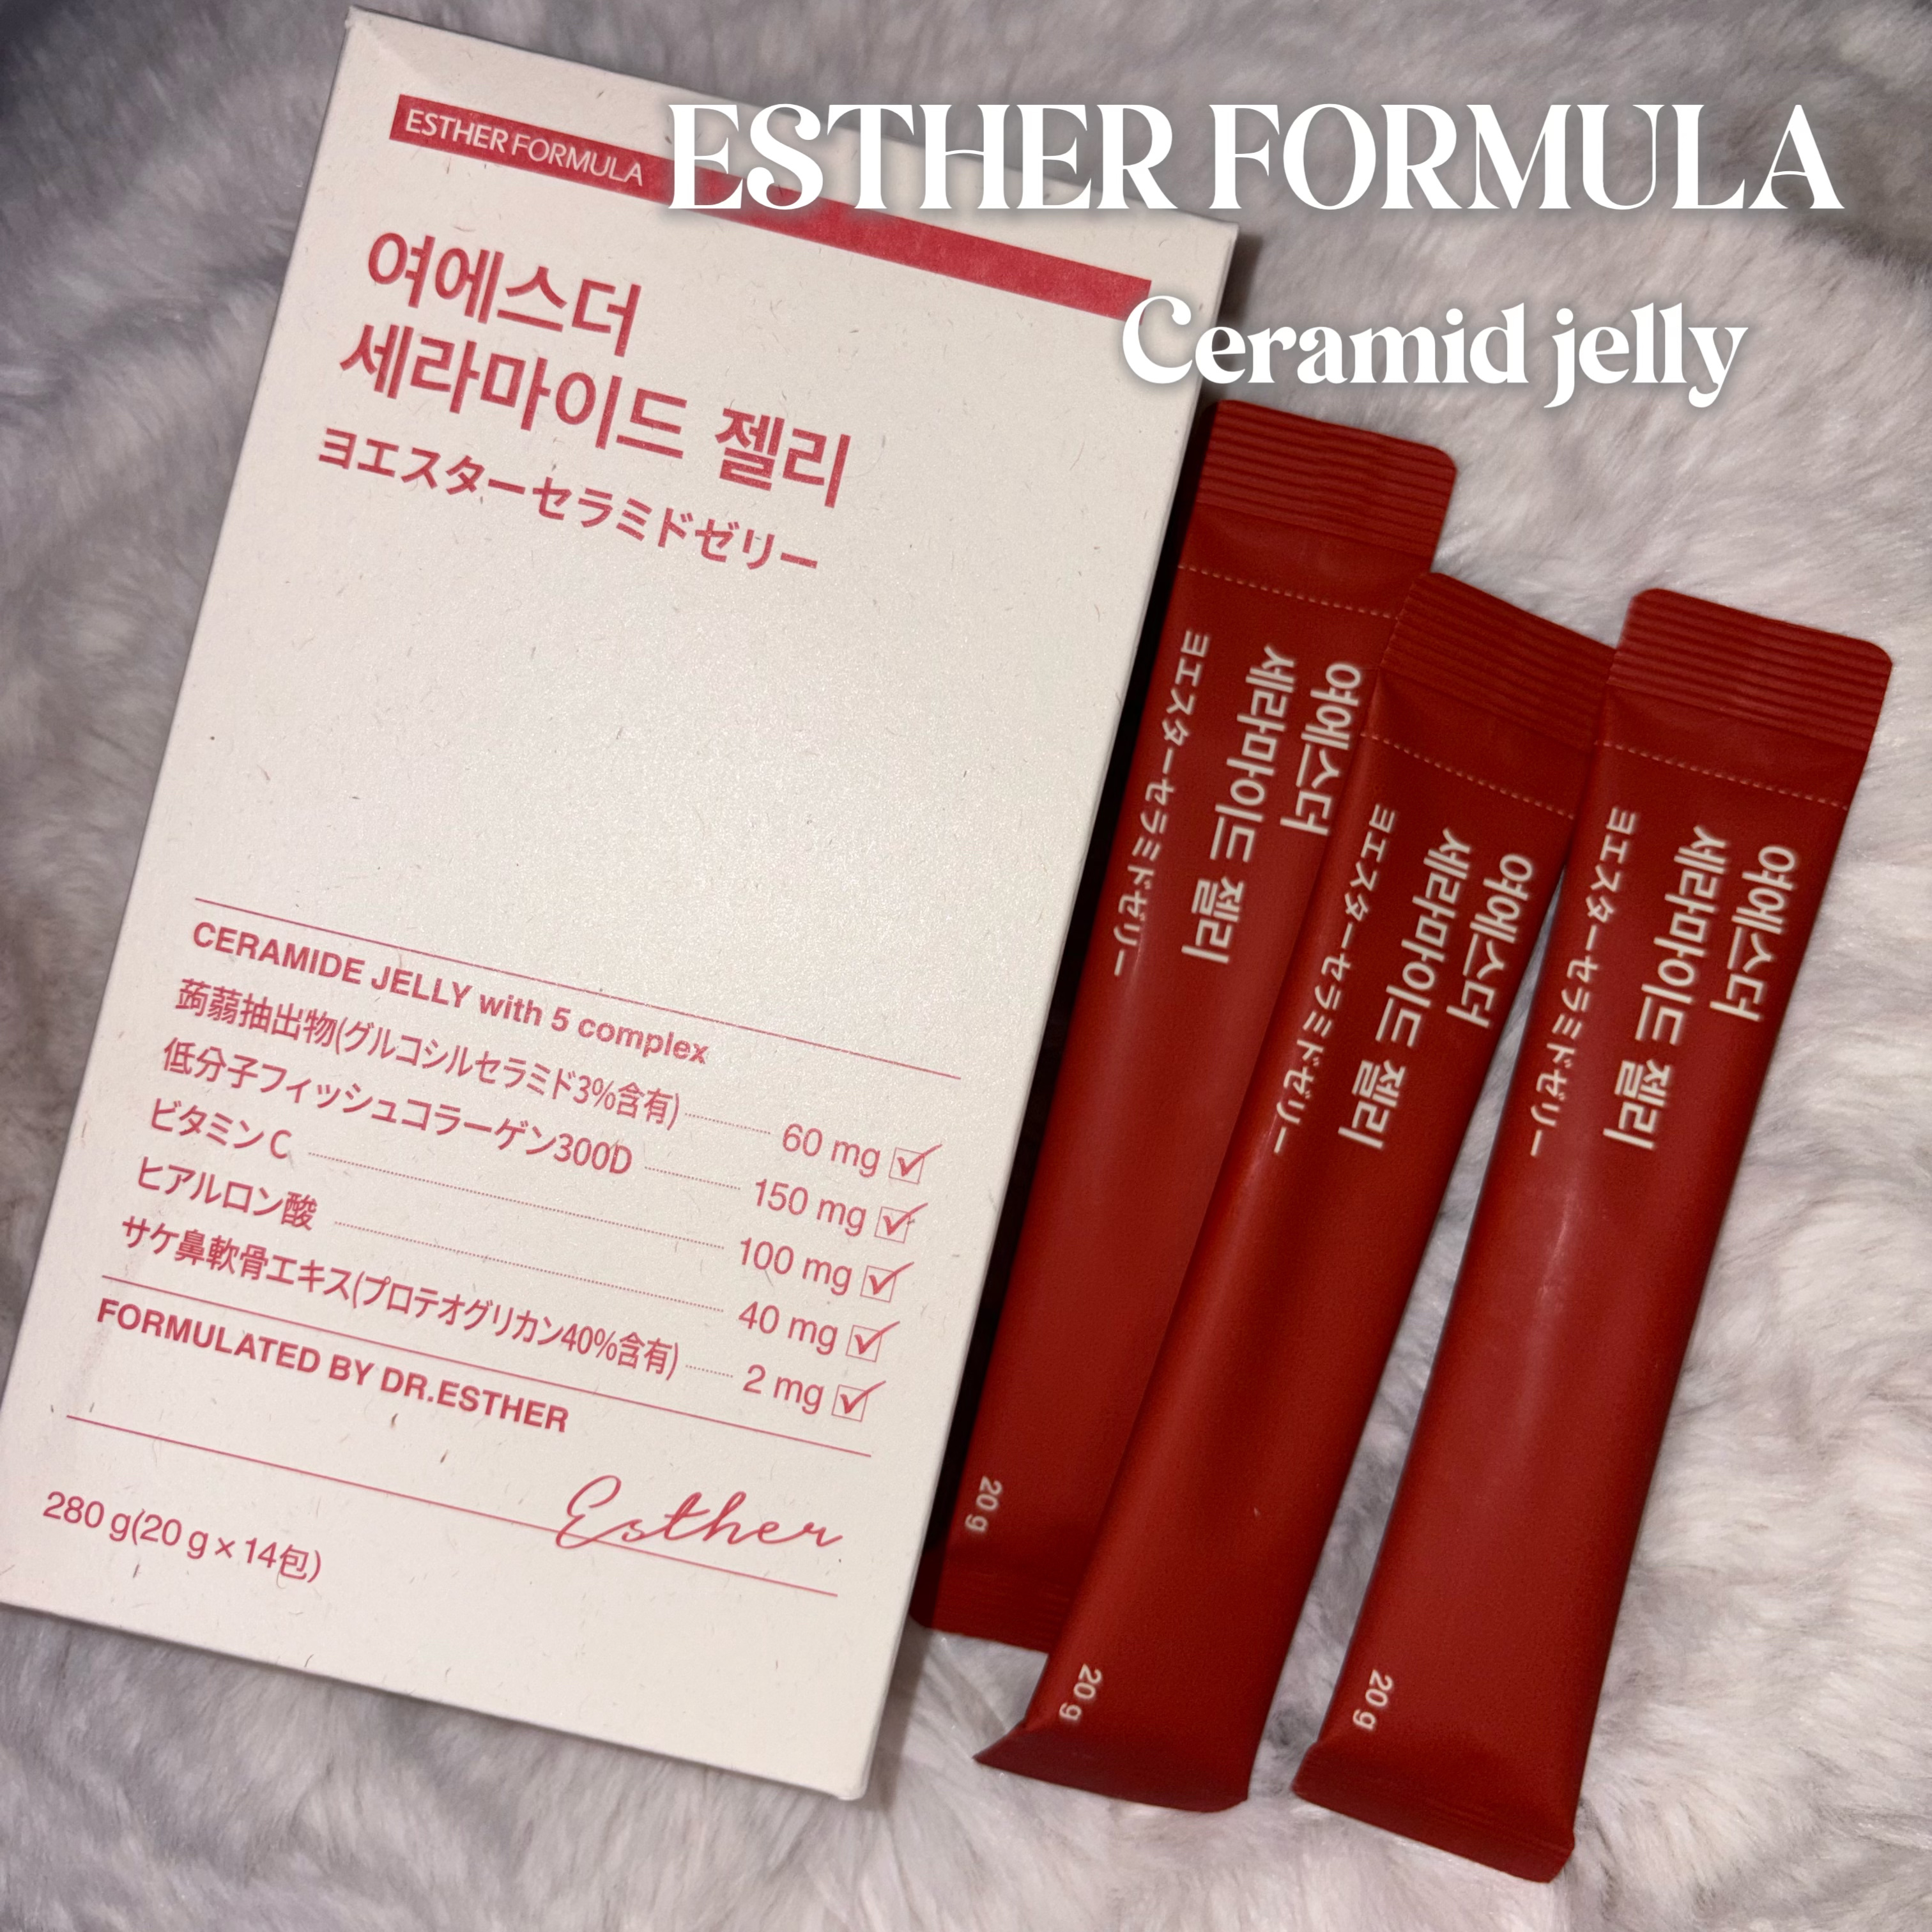 ESTHER FORMULA
Ceramid jelly
ESTHER FORMULA
여에스더
세라마이드 젤리
ヨエスターセラミドゼリー
CERAMIDE JELLY with 5 complex
蒟蒻抽出物(グルコシルセラミド3%含有) 60 mg
低分子フィッシュコラーゲン300D 150 mg
ビタミンC 100 mg
ヒアルロン酸 40 mg
サケ鼻軟骨エキス(プロテオグリカン40%含有) 2 mg
FORMULATED BY DR.ESTHER
Esther
280 g(20 g × 14包)
여에스더
세라마이드 젤리
ヨエスターセラミドゼリー
20 g
여에스더
세라마이드 젤리
ヨエスターセラミドゼリー
20 g
여에스더
세라마이드 젤리
ヨエスターセラミドゼリー
20 g